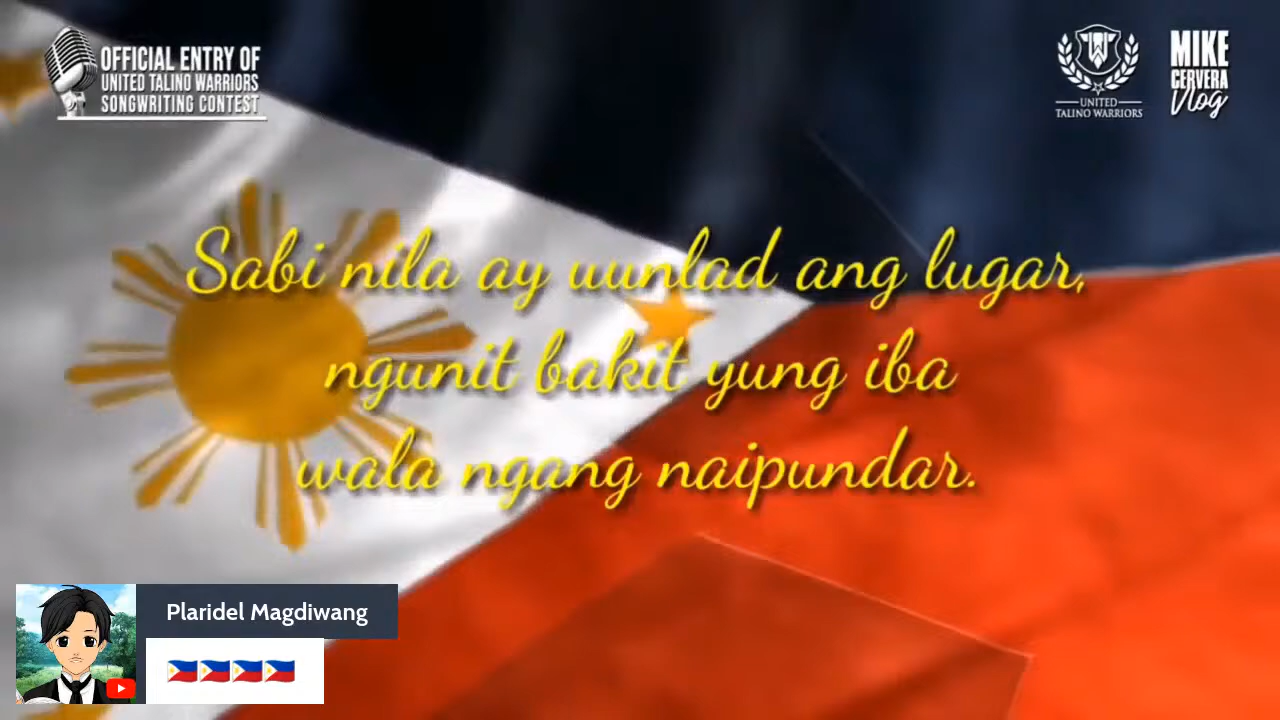 OFFICIAL ENTRY OF
UNITED TALINO WARRIORS
SONGWRITING CONTEST
UNITED
TALINO WARRIORS
MIKE
CERVERA
Vlog
Sabi nila ay uunlad ang lugar,
ngunit bakit yung iba
wala ngang naipundar.
Plaridel Magdiwang
🇵🇭🇵🇭🇵🇭🇵🇭